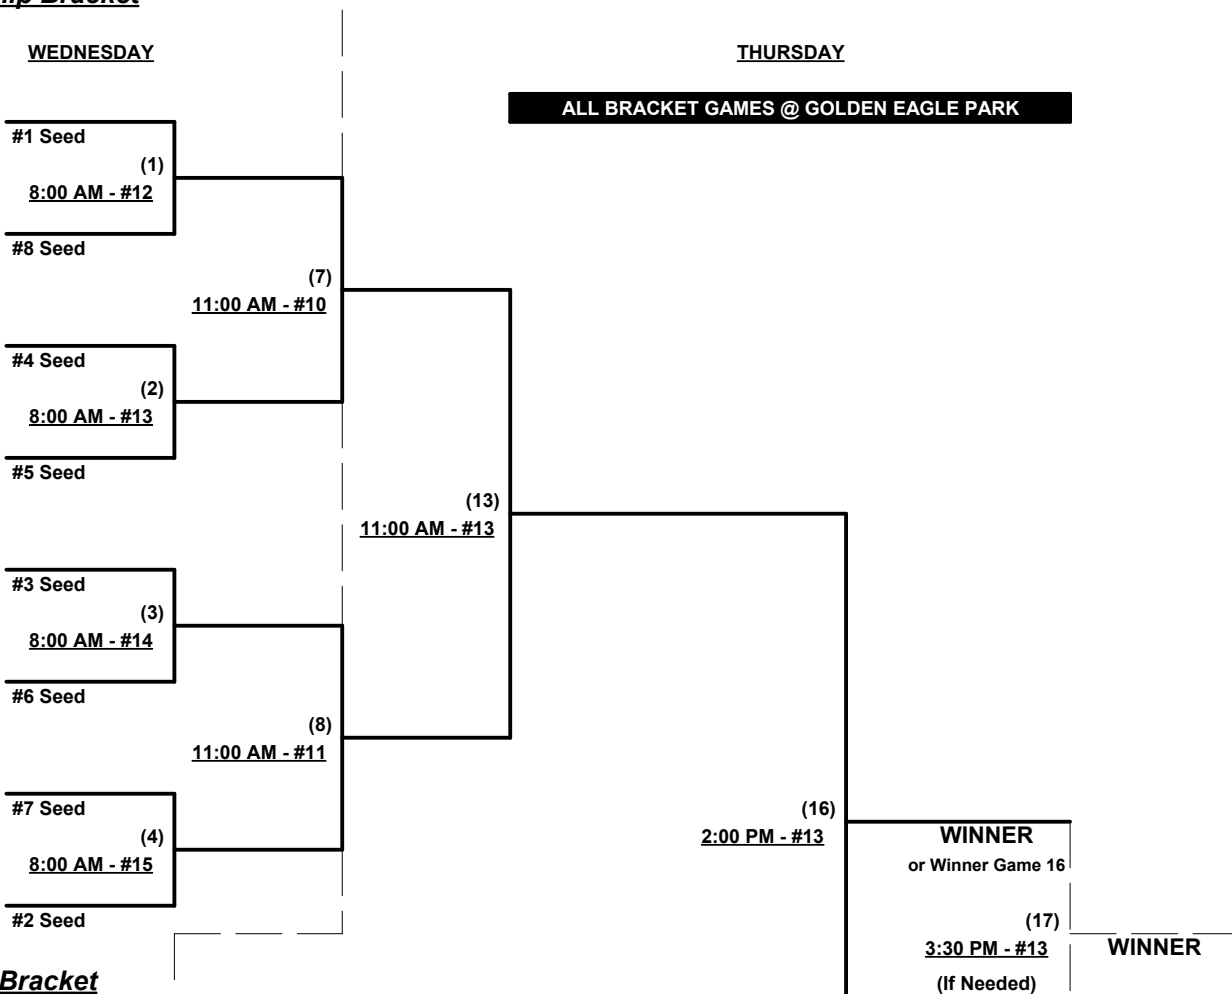 Bracket
WEDNESDAY
THURSDAY
ALL BRACKET GAMES @ GOLDEN EAGLE PARK
#1 Seed
(1)
8:00 AM - #12
#8 Seed
(7)
11:00 AM - #10
#4 Seed
(2)
8:00 AM - #13
#5 Seed
(13)
11:00 AM - #13
#3 Seed
(3)
8:00 AM - #14
#6 Seed
(8)
11:00 AM - #11
#7 Seed
(4)
8:00 AM - #15
#2 Seed
(16)
2:00 PM - #13
WINNER
or Winner Game 16
(17)
3:30 PM - #13
WINNER
(If Needed)
Bracket